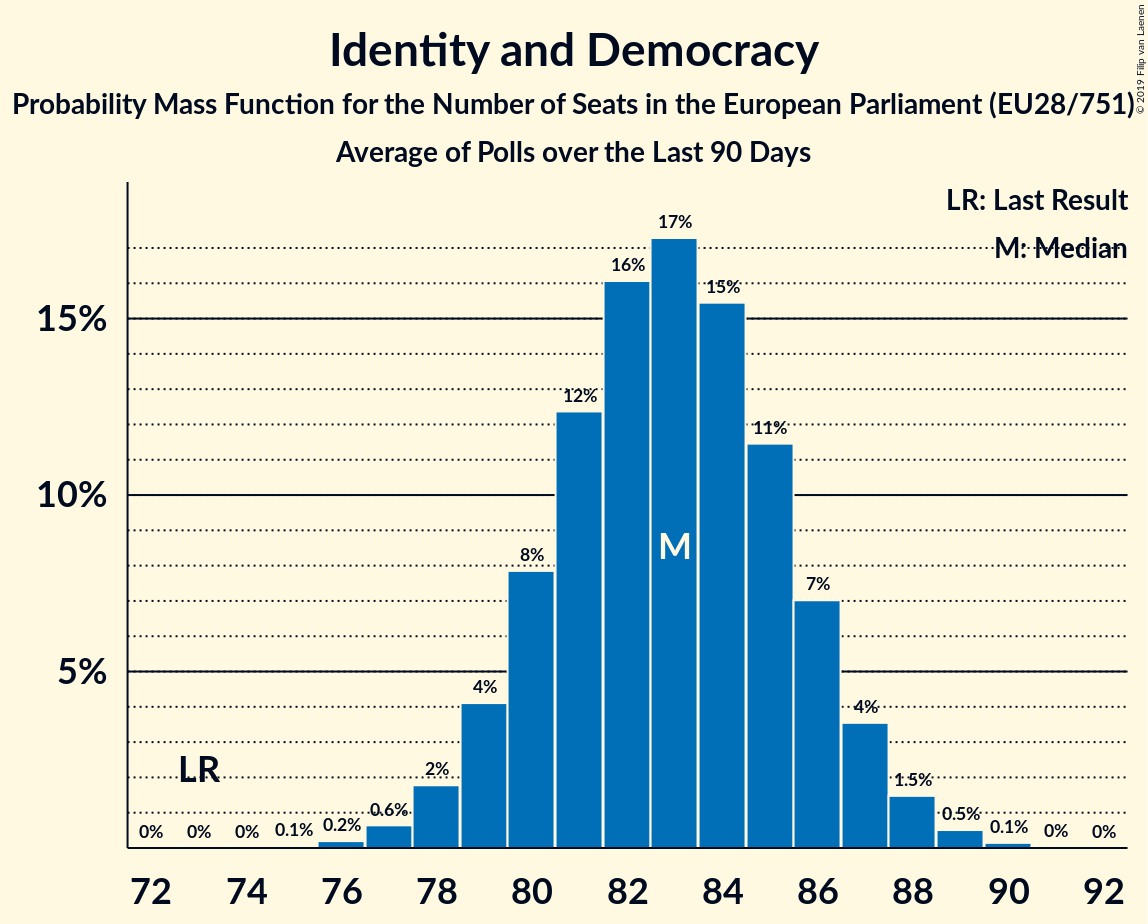 Identity and Democracy
Probability Mass Function for the Number of Seats in the European Parliament (EU28/751)
Average of Polls over the Last 90 Days
© 2019 Filip van Laenen
LR: Last Result
M: Median
15%
10%
5%
0% 0% 0% 0.1% 0.2% 0.6% 2% 4% 8% 12% 16% 17% 15% 11% 7% 4% 1.5% 0.5% 0.1% 0% 0%
M
LR
72 74 76 78 80 82 84 86 88 90 92